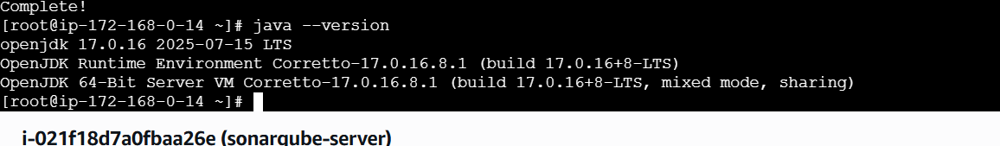 Complete!
[root@ip-172-168-0-14 ~]# java --version
openjdk 17.0.16 2025-07-15 LTS
OpenJDK Runtime Environment Corretto-17.0.16.8.1 (build 17.0.16+8-LTS)
OpenJDK 64-Bit Server VM Corretto-17.0.16.8.1 (build 17.0.16+8-LTS, mixed mode, sharing)
[root@ip-172-168-0-14 ~]#
i-021f18d7a0fbaa26e (sonarqube-server)